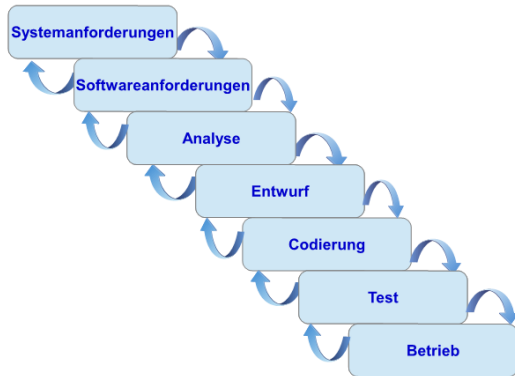 Systemanforderungen
Softwareanforderungen
Analyse
Entwurf
Codierung
Test
Betrieb